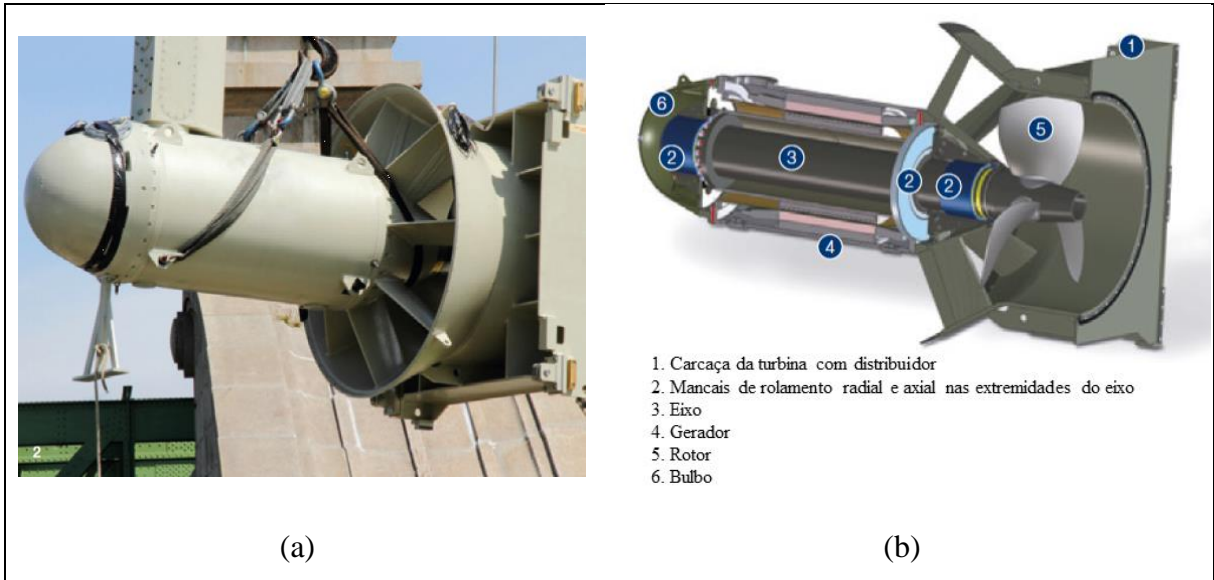 2
1
6
5
2
3
2
2
4
1. Carcaça da turbina com distribuidor
2. Mancais de rolamento radial e axial nas extremidades do eixo
3. Eixo
4. Gerador
5. Rotor
6. Bulbo
(a)
(b)